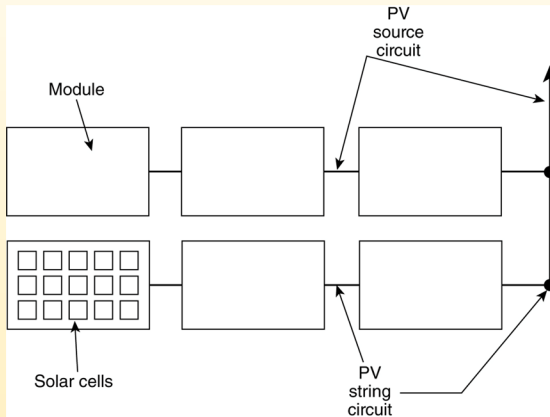 PV
source
circuit
Module
Solar cells
PV
string
circuit